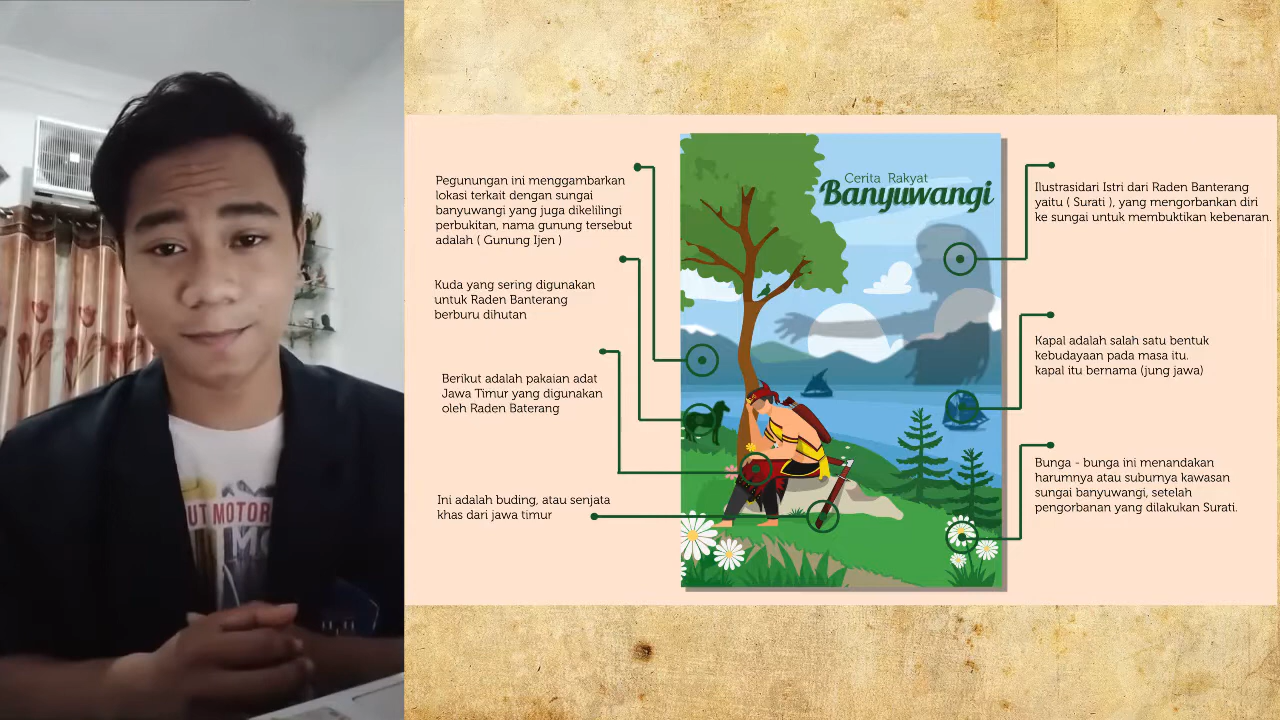 Pegunungan ini menggambarkan
lokasi terkait dengan sungai
banyuwangi yang juga dikelilingi
perbukitan, nama gunung tersebut
adalah ( Gunung Ijen )
Kuda yang sering digunakan
untuk Raden Banterang
berburu dihutan
Berikut adalah pakaian adat
Jawa Timur yang digunakan
oleh Raden Baterang
Ini adalah buding, atau senjata
khas dari jawa timur
Cerita Rakyat
Banyuwangi
Ilustrasidari Istri dari Raden Banterang
yaitu ( Surati ), yang mengorbankan diri
ke sungai untuk membuktikan kebenaran.
Kapal adalah salah satu bentuk
kebudayaan pada masa itu.
kapal itu bernama (jung jawa)
Bunga - bunga ini menandakan
harumnya atau suburnya kawasan
sungai banyuwangi, setelah
pengorbanan yang dilakukan Surati.
UT MOTOR